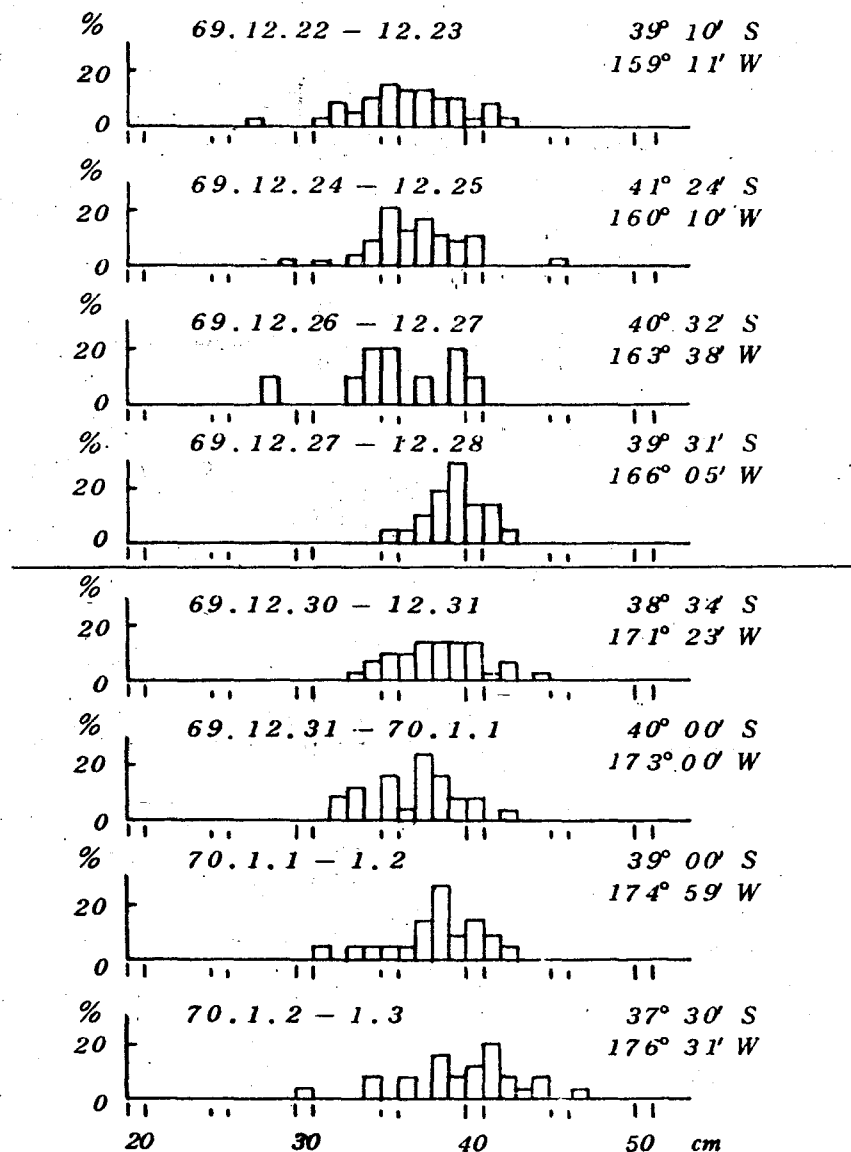 % 69.12.22 – 12.23 39° 10' S
159° 11' W
20
0
% 69.12.24 – 12.25 41° 24' S
160° 10' W
20
0
% 69.12.26 – 12.27 40° 32' S
163° 38' W
20
0
% 69.12.27 – 12.28 39° 31' S
166° 05' W
20
0
% 69.12.30 – 12.31 38° 34' S
171° 23' W
20
0
% 69.12.31 – 70.1.1 40° 00' S
173° 00' W
20
0
% 70.1.1 – 1.2 39° 00' S
174° 59' W
20
0
% 70.1.2 – 1.3 37° 30' S
176° 31' W
20
0
20 30 40 50 cm